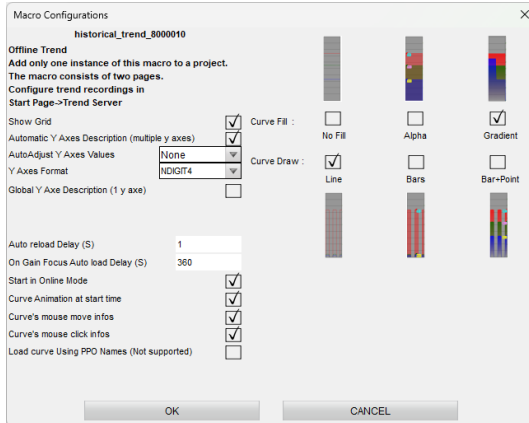 Macro Configurations
historical_trend_8000010
Offline Trend
Add only one instance of this macro to a project.
The macro consists of two pages.
Configure trend recordings in
Start Page->Trend Server
Show Grid
Automatic Y Axes Description (multiple y axes)
AutoAdjust Y Axes Values None
Y Axes Format NDIGIT4
Global Y Axe Description (1 y axe)
Curve Fill :
No Fill Alpha Gradient
Curve Draw :
Line Bars Bar+Point
Auto reload Delay (S) 1
On Gain Focus Auto load Delay (S) 360
Start in Online Mode
Curve Animation at start time
Curve's mouse move infos
Curve's mouse click infos
Load curve Using PPO Names (Not supported)
OK CANCEL